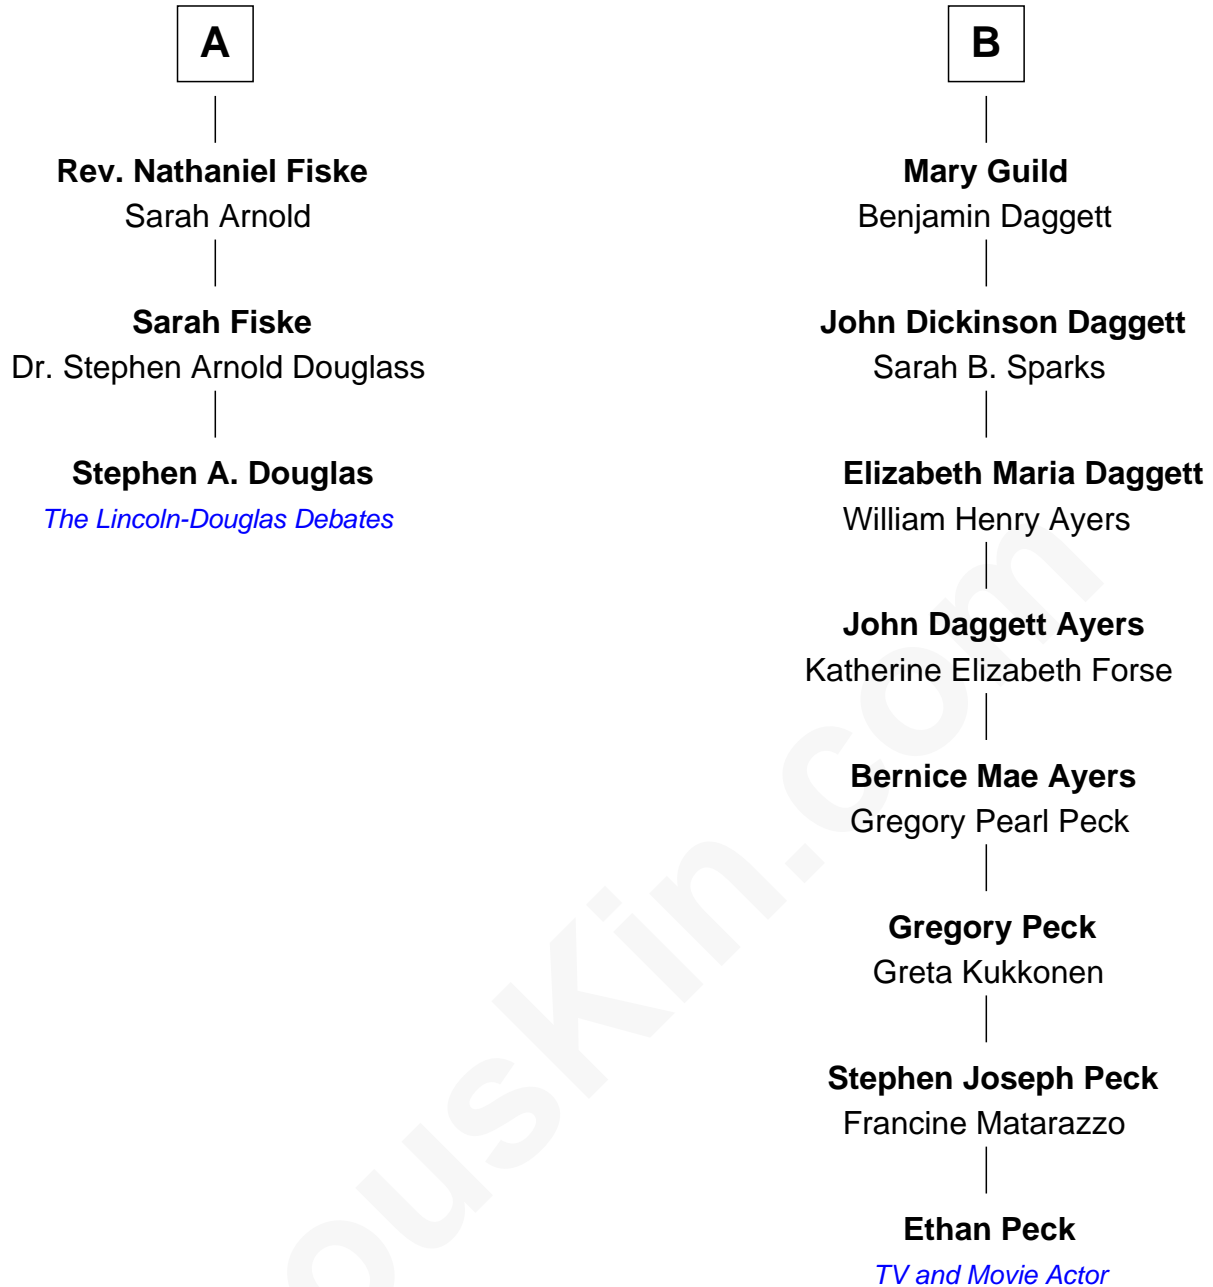 A
Rev. Nathaniel Fiske
Sarah Arnold
Sarah Fiske
Dr. Stephen Arnold Douglass
Stephen A. Douglas
The Lincoln-Douglas Debates
B
Mary Guild
Benjamin Daggett
John Dickinson Daggett
Sarah B. Sparks
Elizabeth Maria Daggett
William Henry Ayers
John Daggett Ayers
Katherine Elizabeth Forse
Bernice Mae Ayers
Gregory Pearl Peck
Gregory Peck
Greta Kukkonen
Stephen Joseph Peck
Francine Matarazzo
Ethan Peck
TV and Movie Actor
ousKin.com